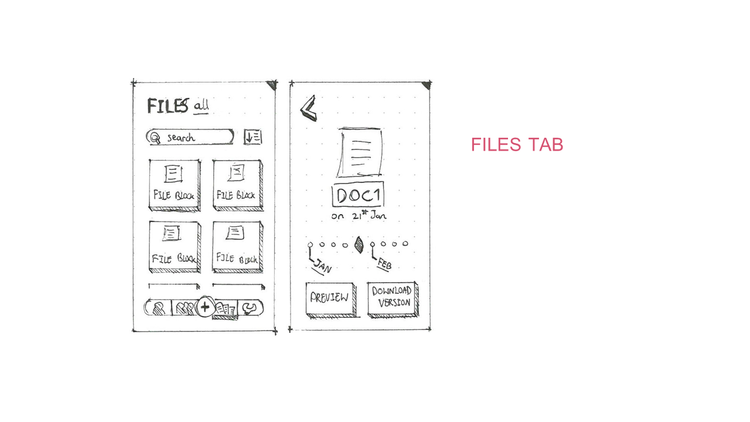 FILES all
search
FILE BLOCK FILE BLOCK
FILE BLOCK FILE BLOCK
DOC1
on 21st Jan
JAN FEB
PREVIEW
DOWNLOAD
VERSION
FILES TAB